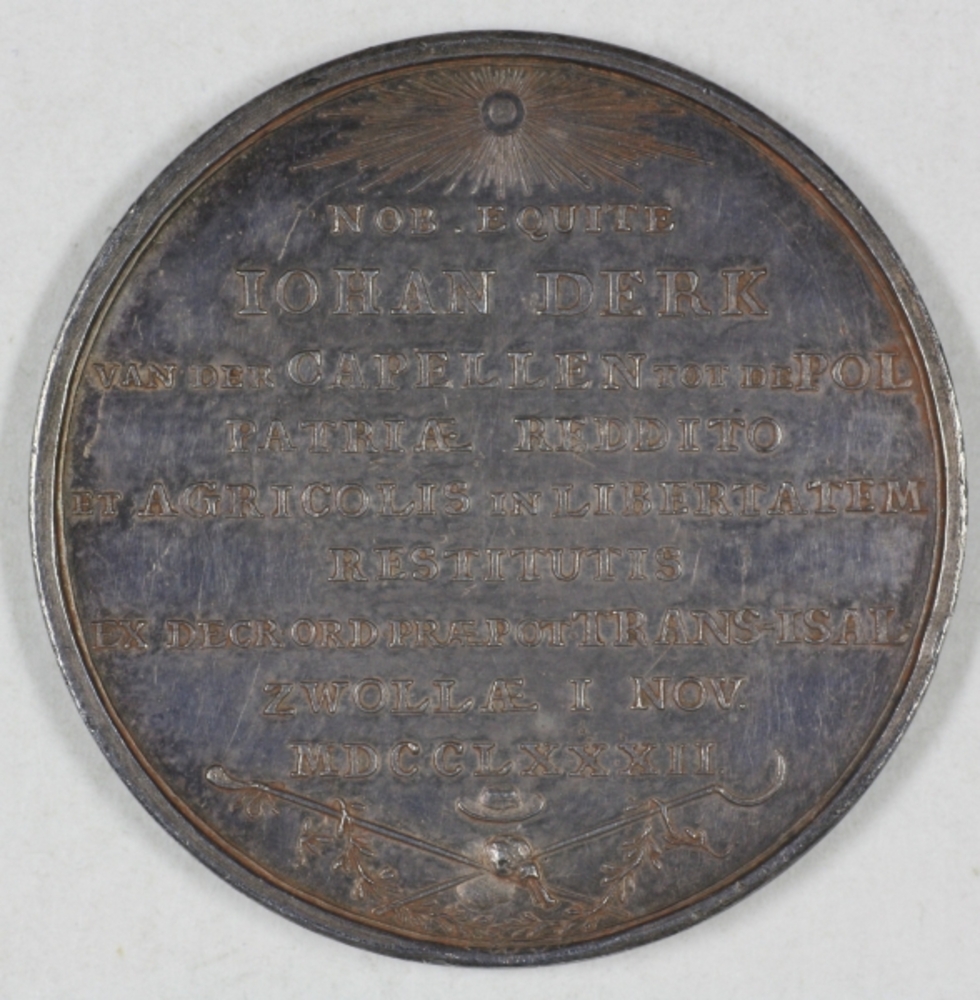 NOB. EQUITE
IOHAN DERK
VAN DER CAPELLEN TOT DE POL
PATRIÆ REDDITO
ET AGRICOLIS IN LIBERTATEM
RESTITUTIS
EX DECR ORD PRÆPOT TRANS-ISAL.
ZWOLLÆ I NOV.
MDCCLXXXII